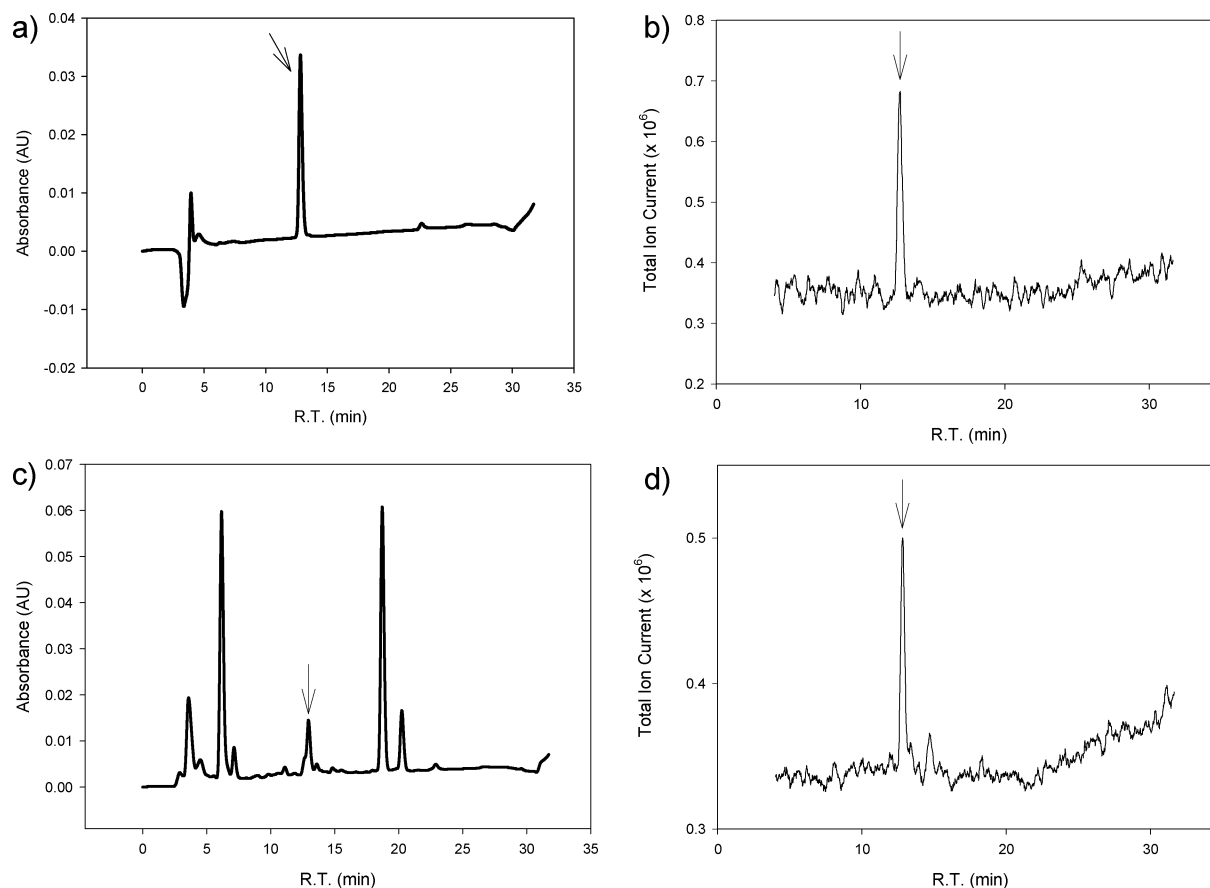 a)
0.04
0.03
0.02
0.01
0.00
-0.01
-0.02
Absorbance (AU)
0 5 10 15 20 25 30 35
R.T. (min)
b)
0.8
0.7
0.6
0.5
0.4
0.3
0.2
Total Ion Current (x 10⁶)
0 10 20 30
R.T. (min)
c)
0.07
0.06
0.05
0.04
0.03
0.02
0.01
0.00
Absorbance (AU)
0 5 10 15 20 25 30 35
R.T. (min)
d)
0.5
0.4
0.3
Total Ion Current (x 10⁶)
0 10 20 30
R.T. (min)